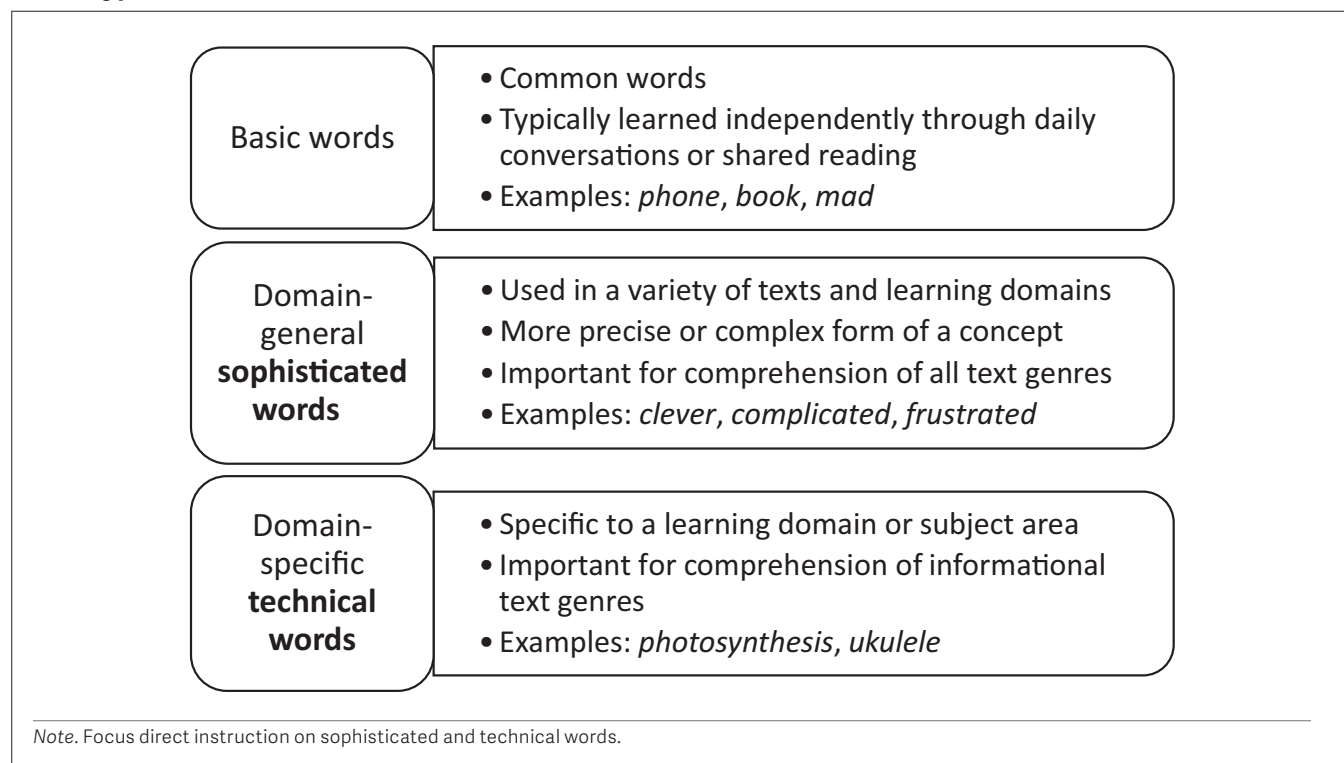 Basic words
• Common words
• Typically learned independently through daily
conversations or shared reading
• Examples: phone, book, mad
Domain-
general
sophisticated
words
• Used in a variety of texts and learning domains
• More precise or complex form of a concept
• Important for comprehension of all text genres
• Examples: clever, complicated, frustrated
Domain-
specific
technical
words
• Specific to a learning domain or subject area
• Important for comprehension of informational
text genres
• Examples: photosynthesis, ukulele
Note. Focus direct instruction on sophisticated and technical words.